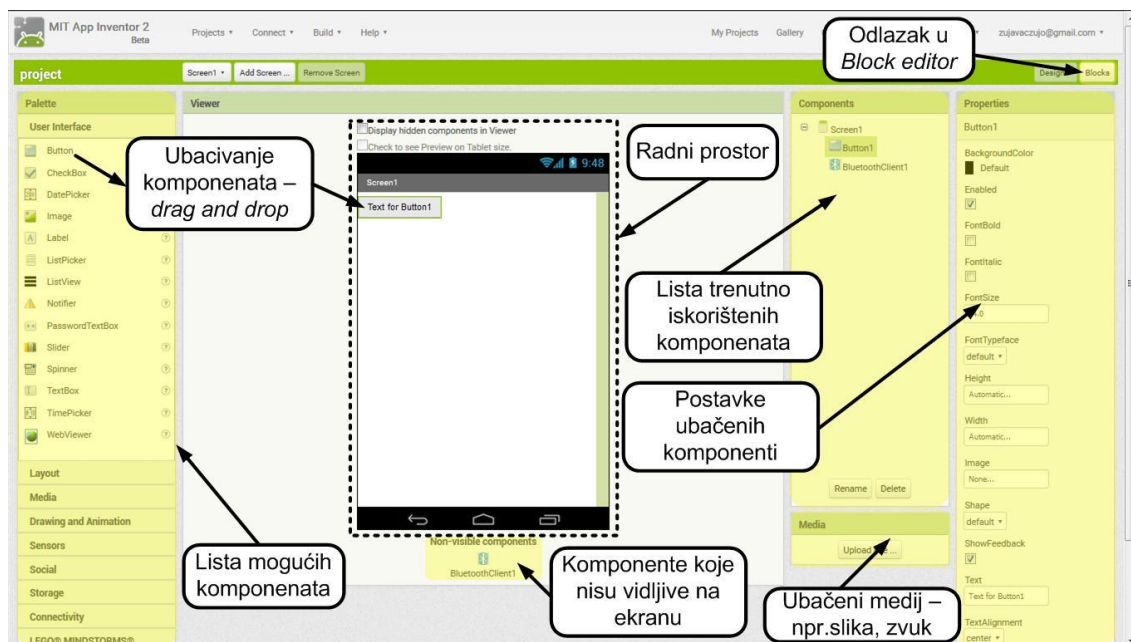 MIT App Inventor 2
Beta
Projects Connect Build Help
My Projects Gallery
zujavaczujo@gmail.com
Odlazak u
Block editor
project
Screen1 Add Screen ... Remove Screen
Blocks
Palette
Viewer
Components
Properties
User Interface
Button
CheckBox
DatePicker
Image
Label
ListPicker
ListView
Notifier
PasswordTextBox
Slider
Spinner
TextBox
TimePicker
WebViewer
Layout
Media
Drawing and Animation
Sensors
Social
Storage
Connectivity
LEGO® MINDSTORMS®
Ubacivanje
komponenata –
drag and drop
Lista mogućih
komponenata
Display hidden components in Viewer
Check to see Preview on Tablet size.
9:48
Screen1
Text for Button1
Non-visible components
BluetoothClient1
Komponente koje
nisu vidljive na
ekranu
Radni prostor
Lista trenutno
iskorištenih
komponenata
Postavke
ubačenih
komponenti
Screen1
Button1
BluetoothClient1
Rename Delete
Media
Upload
Ubačeni medij –
npr.slika, zvuk
Button1
BackgroundColor
Default
Enabled
FontBold
FontItalic
FontSize
FontTypeface
default
Height
Automatic...
Width
Automatic...
Image
None...
Shape
default
ShowFeedback
Text
Text for Button1
TextAlignment
center